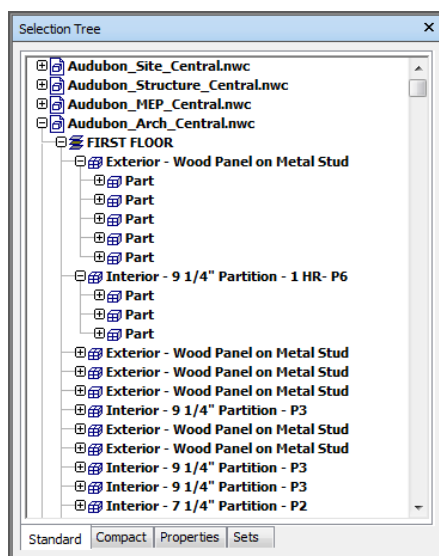 Selection Tree
Audubon_Site_Central.nwc
Audubon_Structure_Central.nwc
Audubon_MEP_Central.nwc
Audubon_Arch_Central.nwc
FIRST FLOOR
Exterior - Wood Panel on Metal Stud
Part
Part
Part
Part
Part
Interior - 9 1/4" Partition - 1 HR- P6
Part
Part
Part
Exterior - Wood Panel on Metal Stud
Exterior - Wood Panel on Metal Stud
Exterior - Wood Panel on Metal Stud
Interior - 9 1/4" Partition - P3
Exterior - Wood Panel on Metal Stud
Exterior - Wood Panel on Metal Stud
Interior - 9 1/4" Partition - P3
Interior - 9 1/4" Partition - P3
Interior - 7 1/4" Partition - P2
Standard Compact Properties Sets